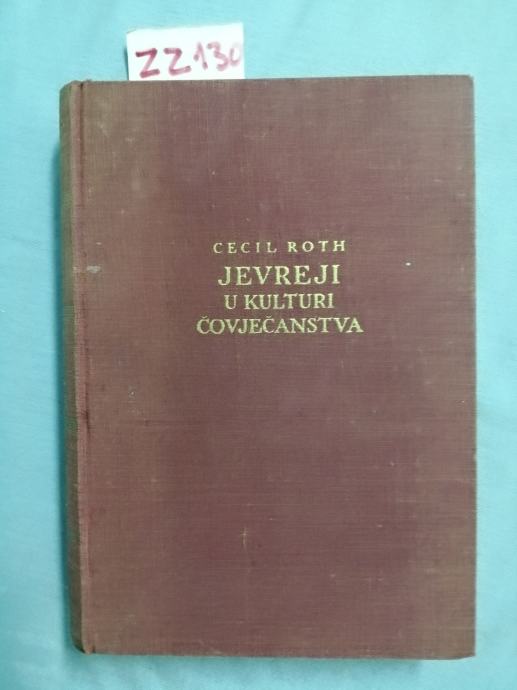 ZZ130
CECIL ROTH
JEVREJI
U KULTURI
ČOVJEČANSTVA